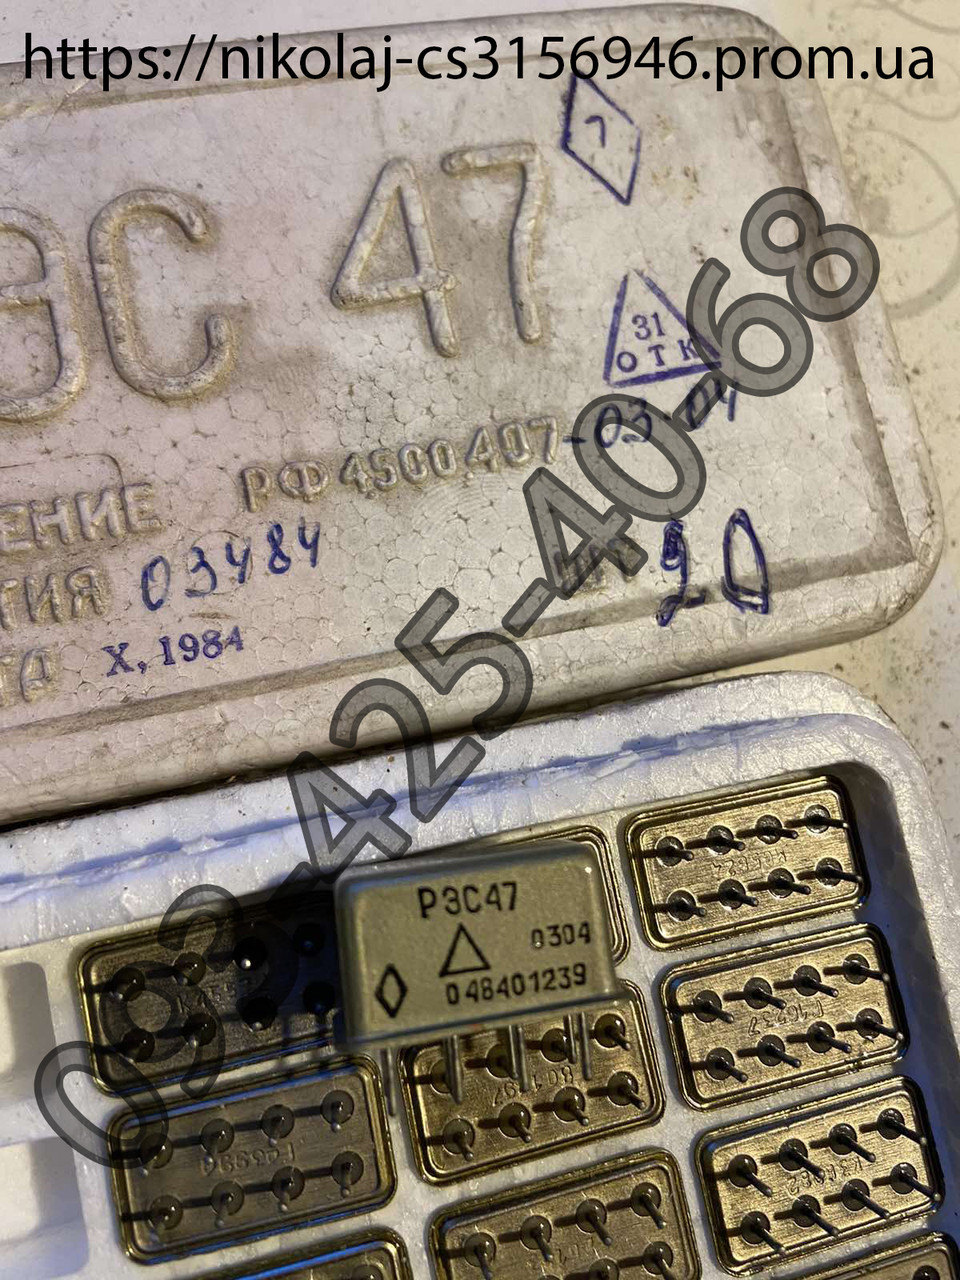 https://nikolaj-cs3156946.prom.ua
7
ЭС 47
31
ОТК
РФ4.500.407-03.04
ЕНИЕ
ТИЯ 03484
20
ТА X, 1984
093-425-40-68
РЭС47
0304
048401239